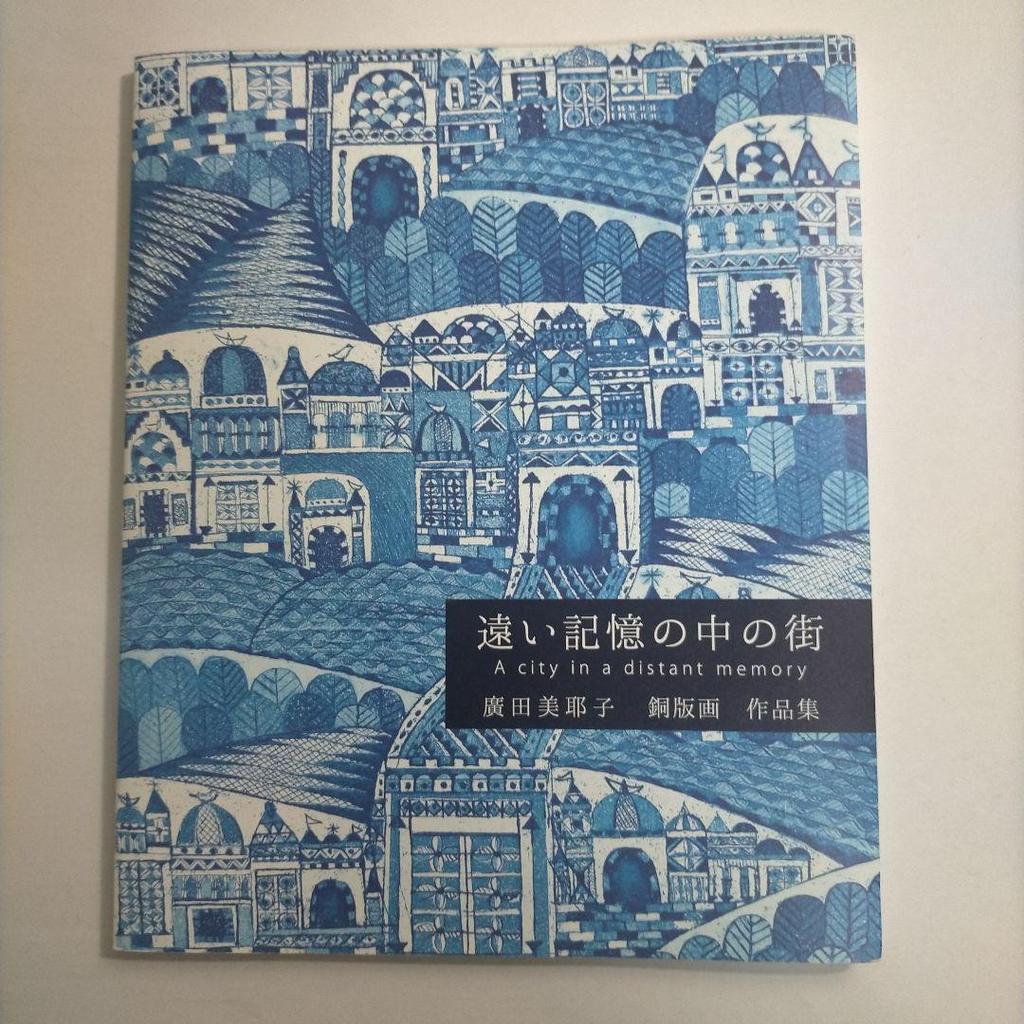 遠い記憶の中の街
A city in a distant memory
廣田美耶子　銅版画　作品集